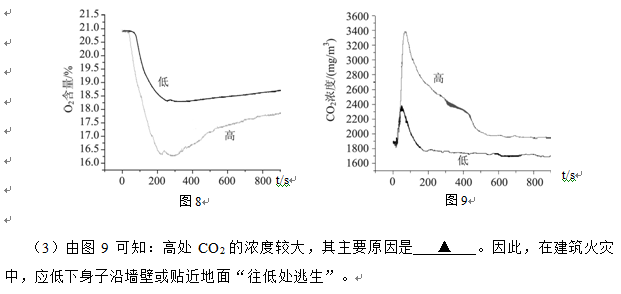 21.5
21.0
20.5
20.0
19.5
19.0
18.5
18.0
17.5
17.0
16.5
16.0
O₂含量/%
低
高
0 200 400 600 800
t/s
图8
3600
3400
3200
3000
2800
2600
2400
2200
2000
1800
1600
CO₂浓度/(mg/m³)
高
低
0 200 400 600 800
t/s
图9
（3）由图 9 可知：高处 CO₂的浓度较大，其主要原因是 ▲ 。因此，在建筑火灾
中，应低下身子沿墙壁或贴近地面“往低处逃生”。